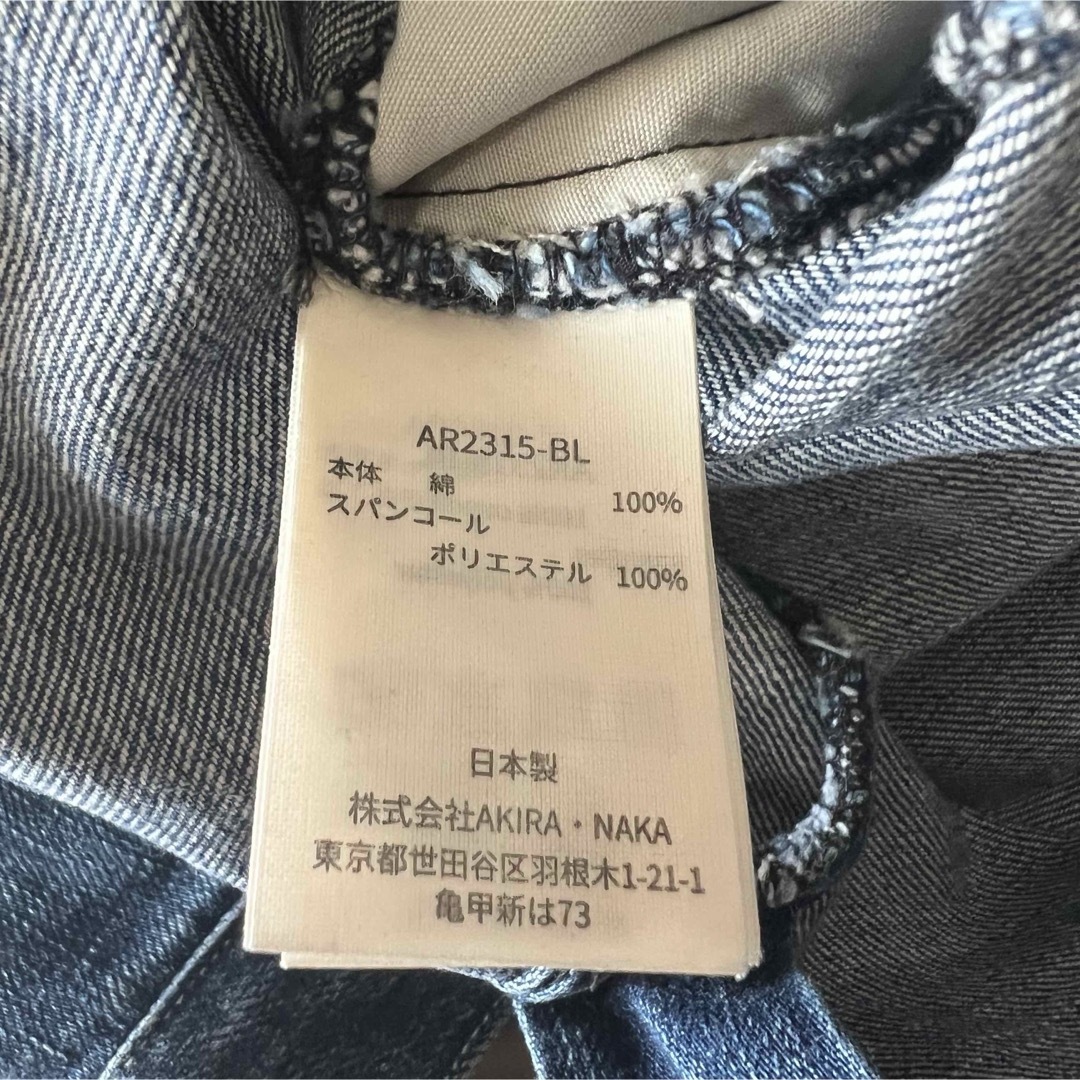 AR2315-BL
本体 綿 100%
スパンコール
ポリエステル 100%
日本製
株式会社AKIRA・NAKA
東京都世田谷区羽根木1-21-1
亀甲新は73